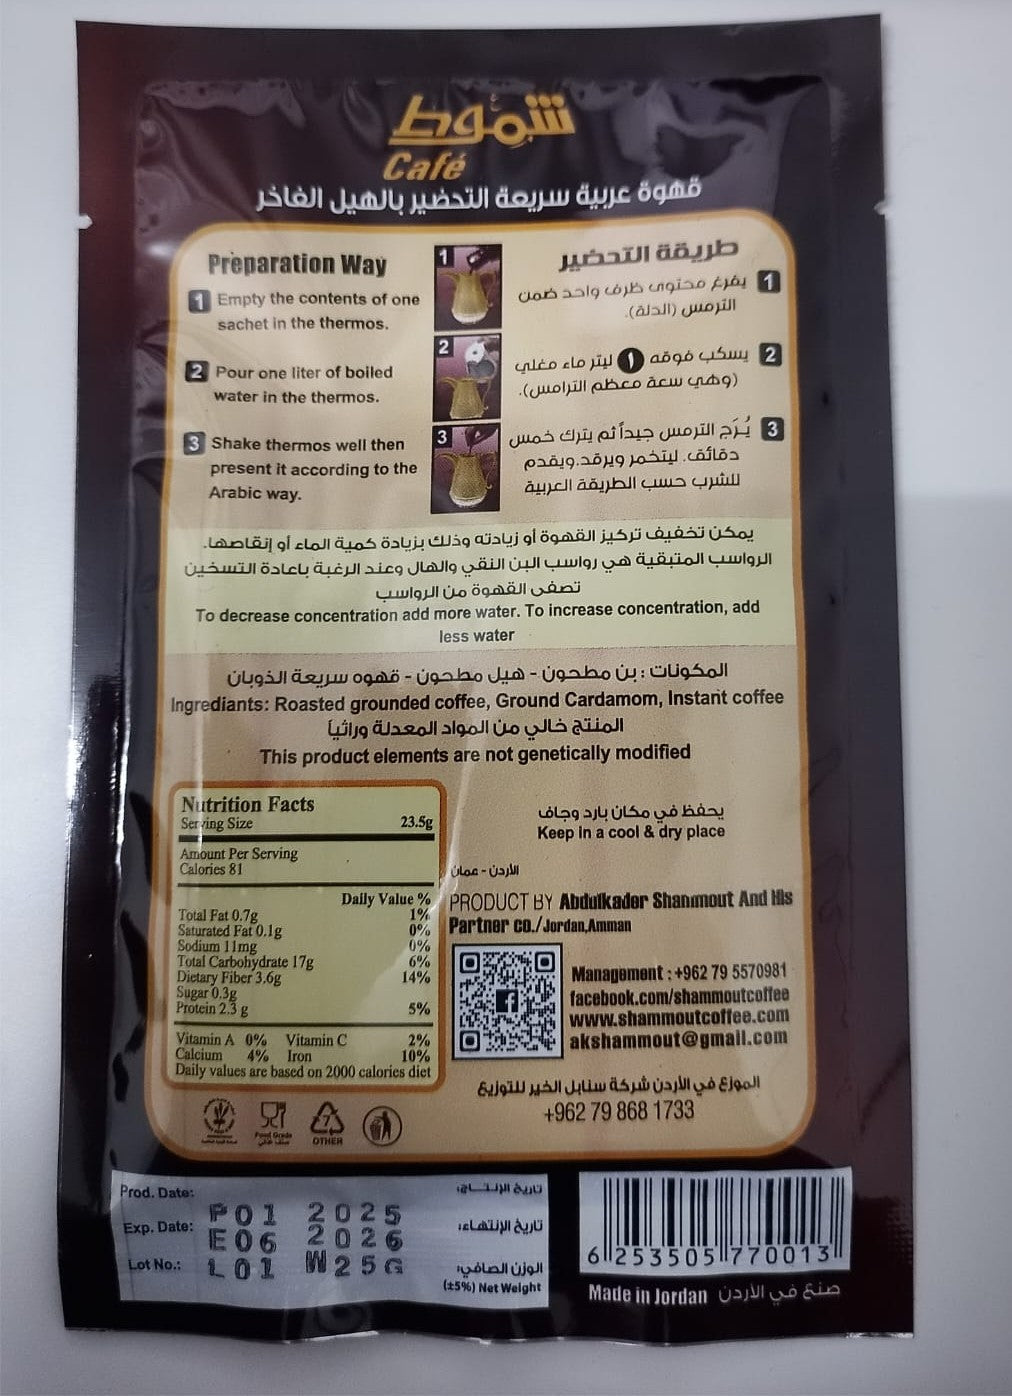 شموط
Café
قهوة عربية سريعة التحضير بالهيل الفاخر
Preparation Way
1 Empty the contents of one
sachet in the thermos.
2 Pour one liter of boiled
water in the thermos.
3 Shake thermos well then
present it according to the
Arabic way.
1
2
3
طريقة التحضير
1 يفرغ محتوى ظرف واحد ضمن
الترمس (الدلة).
2 يسكب فوقه ١ ليتر ماء مغلي
(وهي سعة معظم الترامس).
3 يُرَج الترمس جيداً ثم يترك خمس
دقائق. ليتخمر ويرقد.ويقدم
للشرب حسب الطريقة العربية
يمكن تخفيف تركيز القهوة أو زيادته وذلك بزيادة كمية الماء أو إنقاصها.
الرواسب المتبقية هي رواسب البن النقي والهال وعند الرغبة باعادة التسخين
تصفى القهوة من الرواسب
To decrease concentration add more water. To increase concentration, add
less water
المكونات : بن مطحون - هيل مطحون - قهوه سريعة الذوبان
Ingrediants: Roasted grounded coffee, Ground Cardamom, Instant coffee
المنتج خالي من المواد المعدلة وراثياً
This product elements are not genetically modified
Nutrition Facts
Serving Size 23.5g
Amount Per Serving
Calories 81
Daily Value %
Total Fat 0.7g 1%
Saturated Fat 0.1g 0%
Sodium 11mg 0%
Total Carbohydrate 17g 6%
Dietary Fiber 3.6g 14%
Sugar 0.3g
Protein 2.3 g 5%
Vitamin A 0% Vitamin C 2%
Calcium 4% Iron 10%
Daily values are based on 2000 calories diet
يحفظ في مكان بارد وجاف
Keep in a cool & dry place
الأردن - عمان
PRODUCT BY Abdulkader Shammout And His
Partner co./Jordan,Amman
Management : +962 79 5570981
facebook.com/shammoutcoffee
www.shammoutcoffee.com
akshammout@gmail.com
الموزع في الأردن شركة سنابل الخير للتوزيع
+962 79 868 1733
Food Grade
7
OTHER
Prod. Date: P01 2025 تاريخ الإنتـاج:
Exp. Date: E06 2026 تاريخ الإنتهاء:
Lot No.: L01 W25G الوزن الصافي:
(±5%) Net Weight
6 253505 770013
Made in Jordan صنع في الأردن